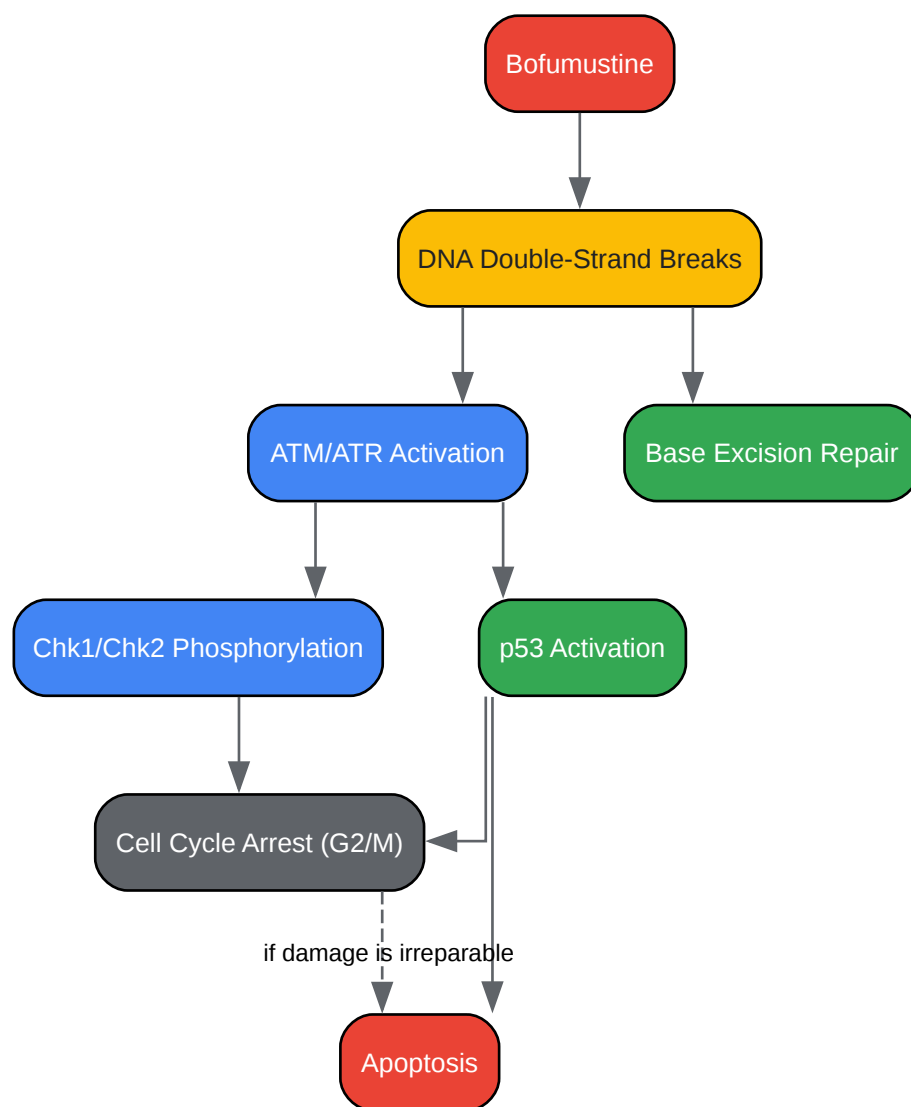 Bofumustine
DNA Double-Strand Breaks
ATM/ATR Activation
Base Excision Repair
Chk1/Chk2 Phosphorylation
p53 Activation
Cell Cycle Arrest (G2/M)
if damage is irreparable
Apoptosis